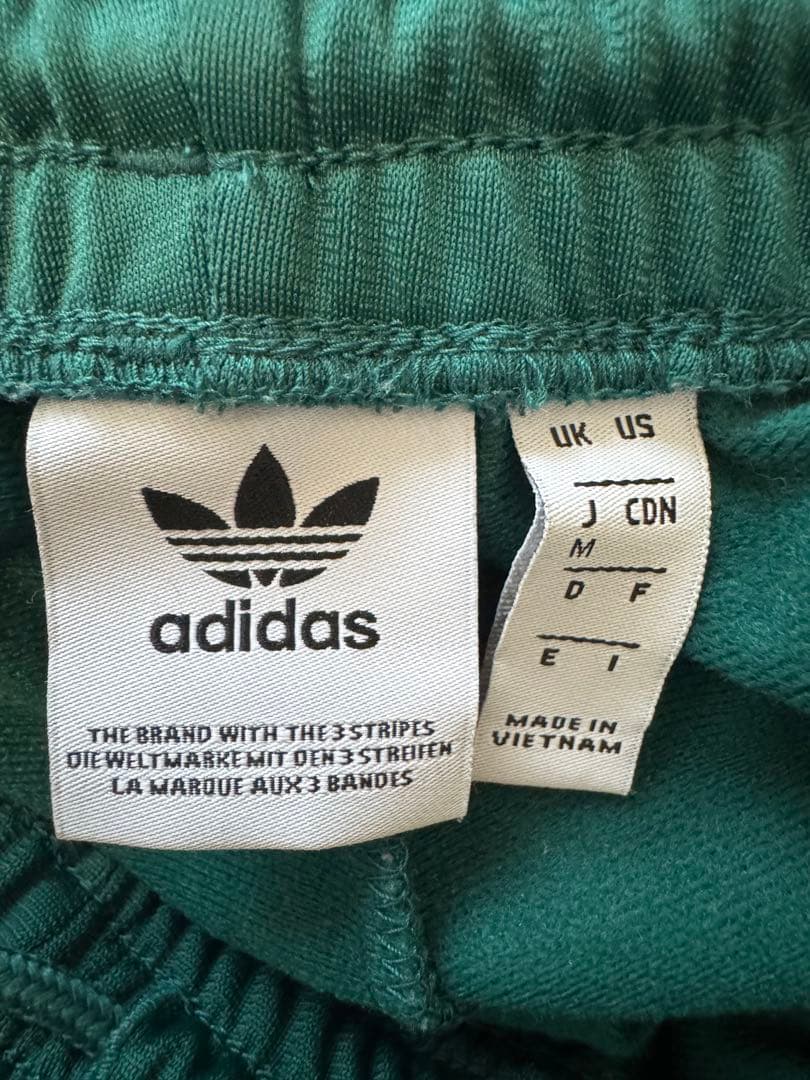 adidas
THE BRAND WITH THE 3 STRIPES
DIE WELTMARKE MIT DEN 3 STREIFEN
LA MARQUE AUX 3 BANDES
UK US
J CDN
M
D F
E I
MADE IN
VIETNAM